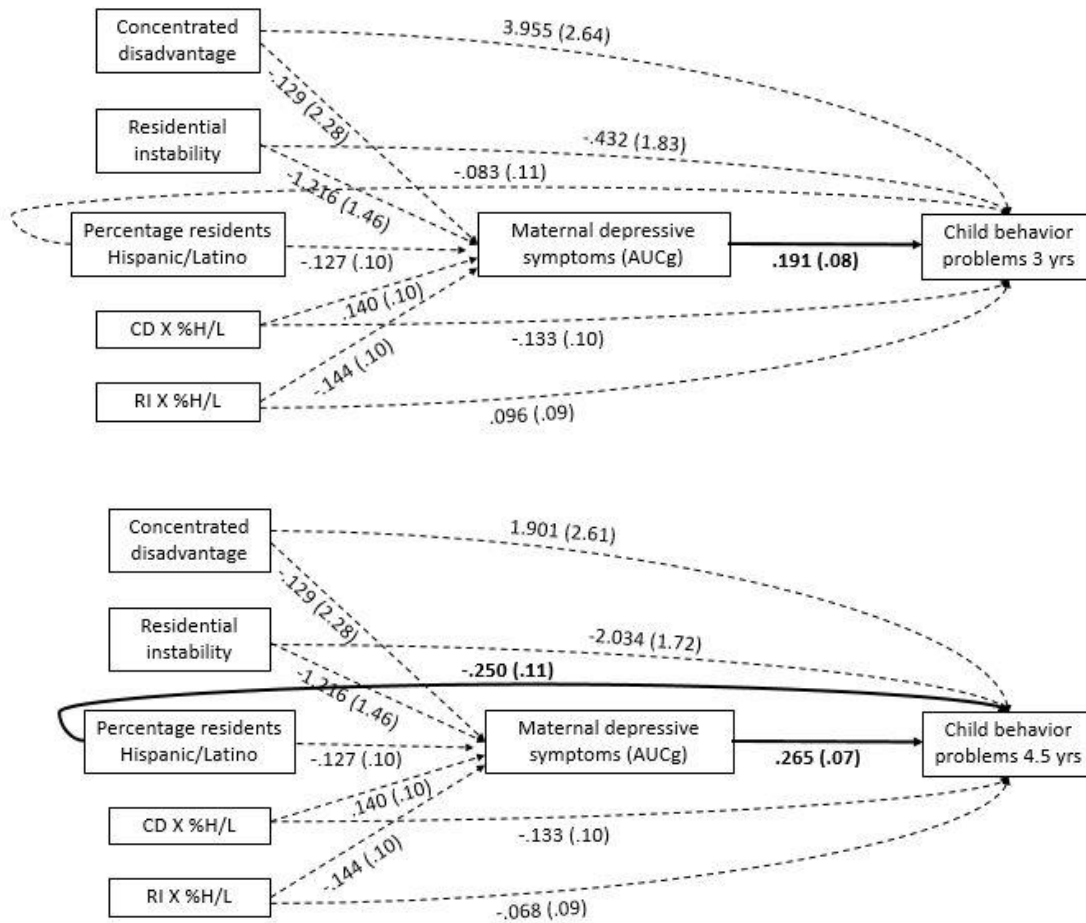 Concentrated
disadvantage
3.955 (2.64)
-.129 (2.28)
Residential
instability
-.432 (1.83)
-1.216 (1.46)
-.083 (.11)
Percentage residents
Hispanic/Latino
-.127 (.10)
Maternal depressive
symptoms (AUCg)
.191 (.08)
Child behavior
problems 3 yrs
CD X %H/L
.140 (.10)
-.133 (.10)
RI X %H/L
-.144 (.10)
.096 (.09)
Concentrated
disadvantage
1.901 (2.61)
-.129 (2.28)
Residential
instability
-2.034 (1.72)
-1.216 (1.46)
-.250 (.11)
Percentage residents
Hispanic/Latino
-.127 (.10)
Maternal depressive
symptoms (AUCg)
.265 (.07)
Child behavior
problems 4.5 yrs
CD X %H/L
.140 (.10)
-.133 (.10)
RI X %H/L
-.144 (.10)
-.068 (.09)